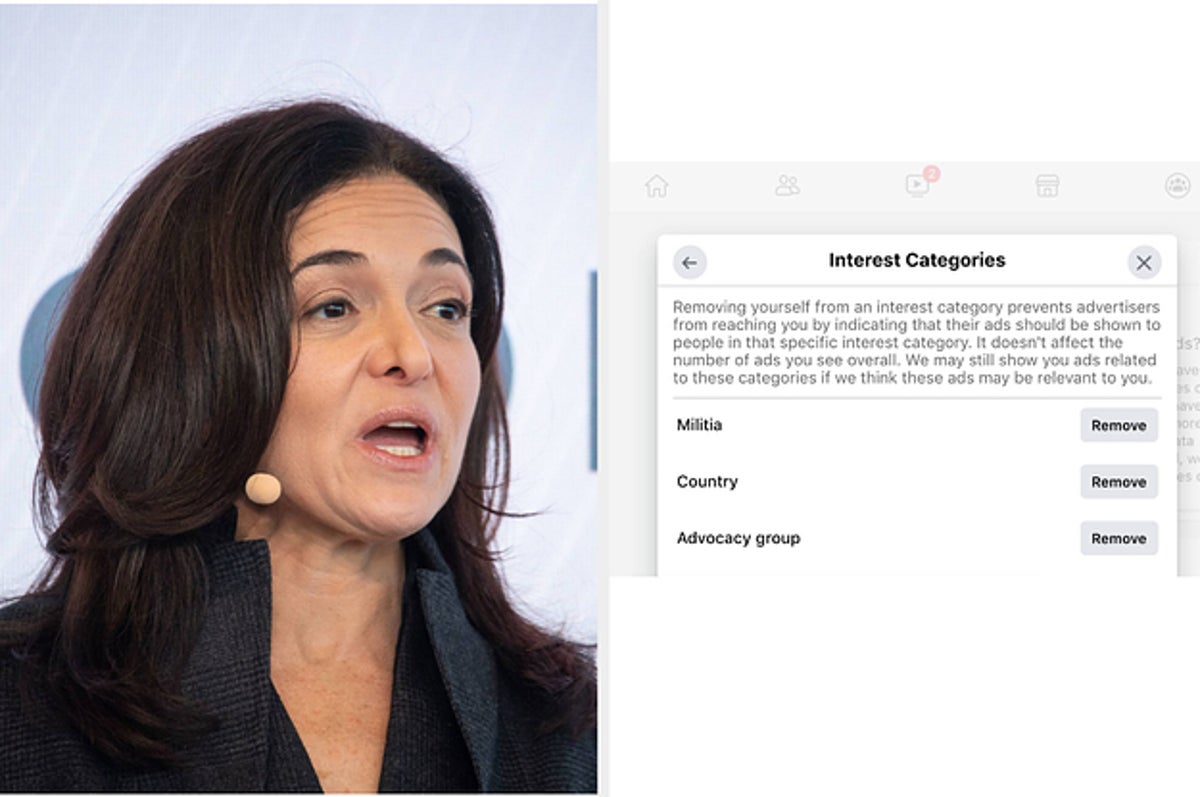 2
Interest Categories
Removing yourself from an interest category prevents advertisers
from reaching you by indicating that their ads should be shown to
people in that specific interest category. It doesn't affect the
number of ads you see overall. We may still show you ads related
to these categories if we think these ads may be relevant to you.
Militia Remove
Country Remove
Advocacy group Remove